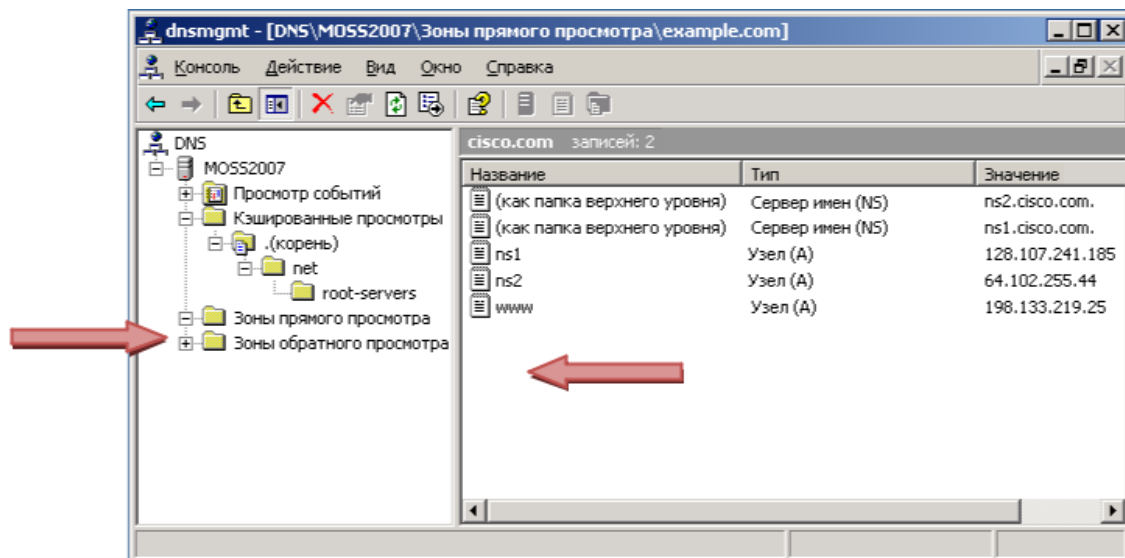 dnsmgmt - [DNS\MOSS2007\Зоны прямого просмотра\example.com]
Консоль Действие Вид Окно Справка
DNS
MOSS2007
Просмотр событий
Кэшированные просмотры
.(корень)
net
root-servers
Зоны прямого просмотра
Зоны обратного просмотра
cisco.com записей: 2
Название Тип Значение
(как папка верхнего уровня) Сервер имен (NS) ns2.cisco.com.
(как папка верхнего уровня) Сервер имен (NS) ns1.cisco.com.
ns1 Узел (A) 128.107.241.185
ns2 Узел (A) 64.102.255.44
www Узел (A) 198.133.219.25